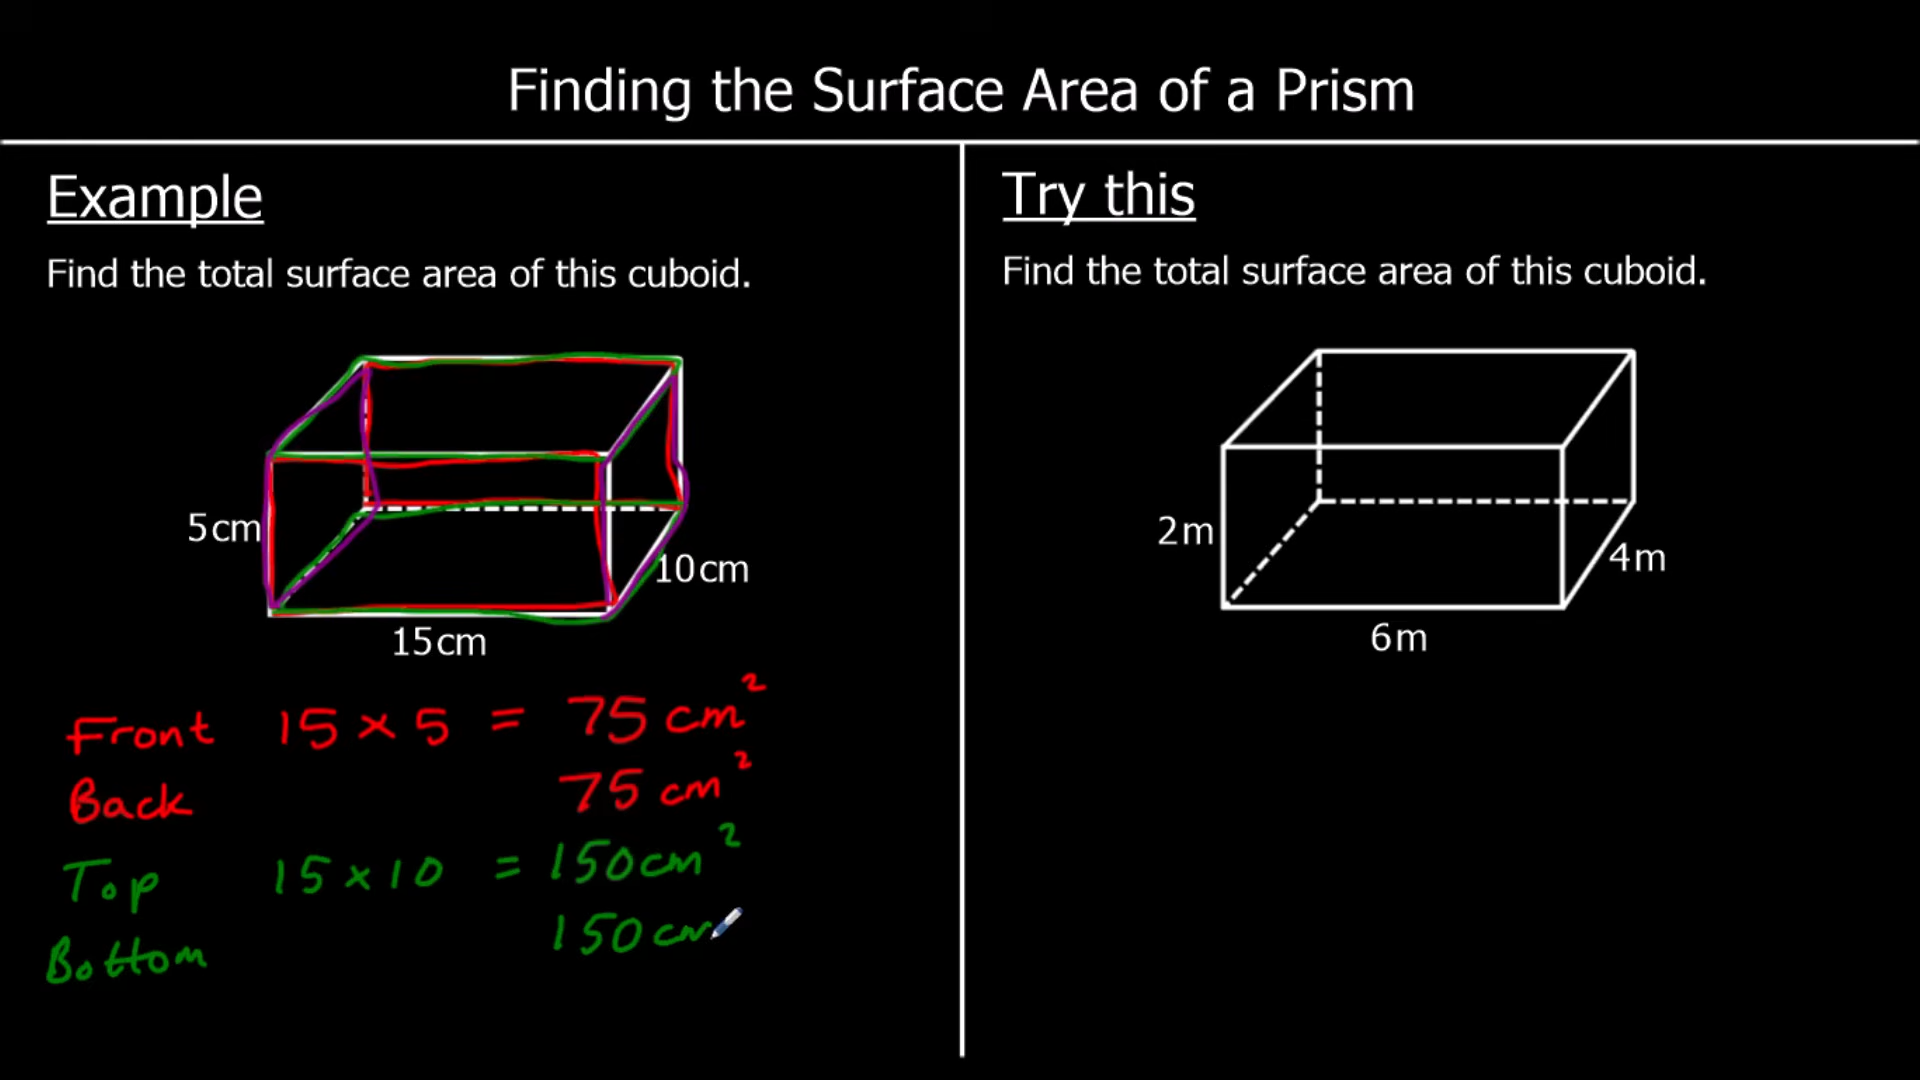 Finding the Surface Area of a Prism
Example
Find the total surface area of this cuboid.
5cm
10cm
15cm
Front 15 × 5 = 75 cm²
Back 75 cm²
Top 15 × 10 = 150cm²
Bottom 150cm
Try this
Find the total surface area of this cuboid.
2m
4m
6m